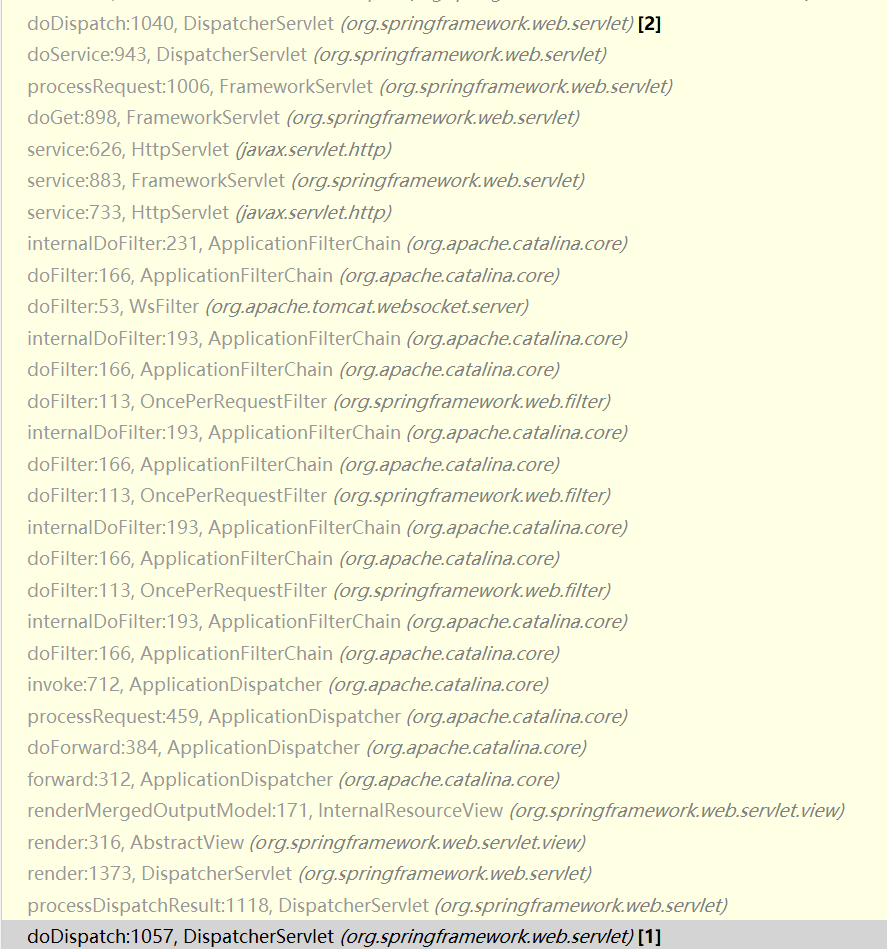 doDispatch:1040, DispatcherServlet (org.springframework.web.servlet) [2]
doService:943, DispatcherServlet (org.springframework.web.servlet)
processRequest:1006, FrameworkServlet (org.springframework.web.servlet)
doGet:898, FrameworkServlet (org.springframework.web.servlet)
service:626, HttpServlet (javax.servlet.http)
service:883, FrameworkServlet (org.springframework.web.servlet)
service:733, HttpServlet (javax.servlet.http)
internalDoFilter:231, ApplicationFilterChain (org.apache.catalina.core)
doFilter:166, ApplicationFilterChain (org.apache.catalina.core)
doFilter:53, WsFilter (org.apache.tomcat.websocket.server)
internalDoFilter:193, ApplicationFilterChain (org.apache.catalina.core)
doFilter:166, ApplicationFilterChain (org.apache.catalina.core)
doFilter:113, OncePerRequestFilter (org.springframework.web.filter)
internalDoFilter:193, ApplicationFilterChain (org.apache.catalina.core)
doFilter:166, ApplicationFilterChain (org.apache.catalina.core)
doFilter:113, OncePerRequestFilter (org.springframework.web.filter)
internalDoFilter:193, ApplicationFilterChain (org.apache.catalina.core)
doFilter:166, ApplicationFilterChain (org.apache.catalina.core)
doFilter:113, OncePerRequestFilter (org.springframework.web.filter)
internalDoFilter:193, ApplicationFilterChain (org.apache.catalina.core)
doFilter:166, ApplicationFilterChain (org.apache.catalina.core)
invoke:712, ApplicationDispatcher (org.apache.catalina.core)
processRequest:459, ApplicationDispatcher (org.apache.catalina.core)
doForward:384, ApplicationDispatcher (org.apache.catalina.core)
forward:312, ApplicationDispatcher (org.apache.catalina.core)
renderMergedOutputModel:171, InternalResourceView (org.springframework.web.servlet.view)
render:316, AbstractView (org.springframework.web.servlet.view)
render:1373, DispatcherServlet (org.springframework.web.servlet)
processDispatchResult:1118, DispatcherServlet (org.springframework.web.servlet)
doDispatch:1057, DispatcherServlet (org.springframework.web.servlet) [1]